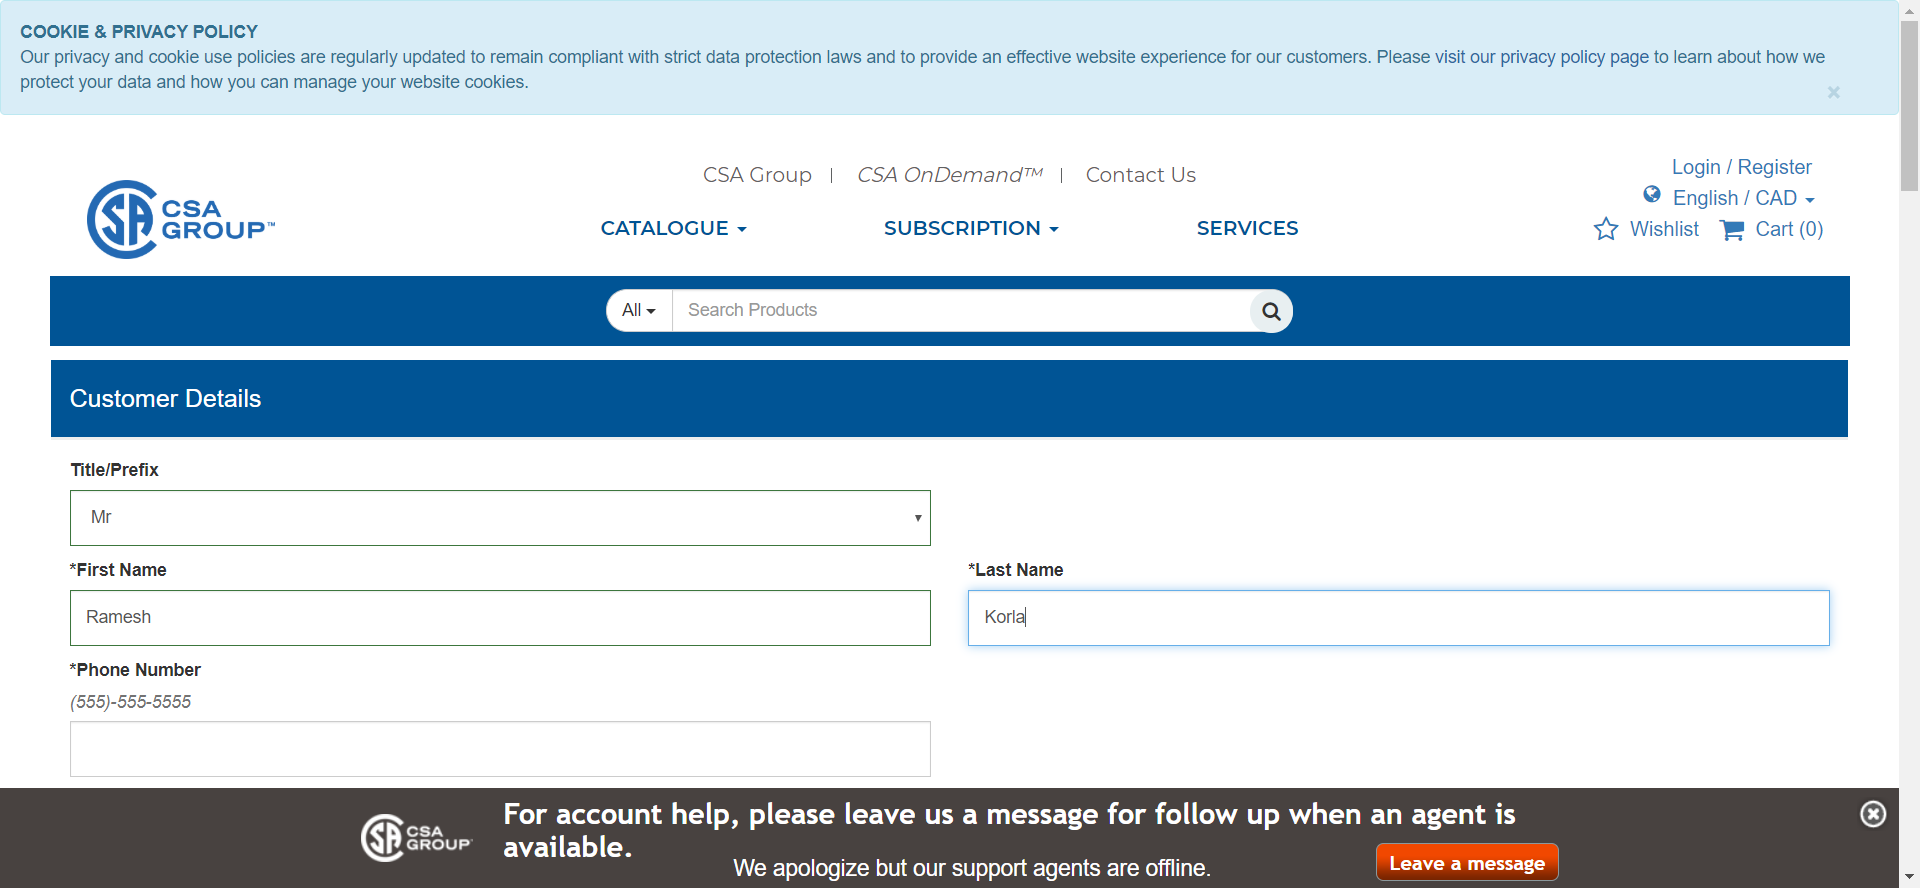 COOKIE & PRIVACY POLICY
Our privacy and cookie use policies are regularly updated to remain compliant with strict data protection laws and to provide an effective website experience for our customers. Please visit our privacy policy page to learn about how we
protect your data and how you can manage your website cookies.
×
CSA Group | CSA OnDemand™ | Contact Us
Login / Register
English / CAD
CSA
GROUP™
CATALOGUE SUBSCRIPTION SERVICES
Wishlist Cart (0)
All Search Products
Customer Details
Title/Prefix
Mr
*First Name *Last Name
Ramesh Korla
*Phone Number
(555)-555-5555
For account help, please leave us a message for follow up when an agent is
available.
CSA
GROUP
We apologize but our support agents are offline.
Leave a message